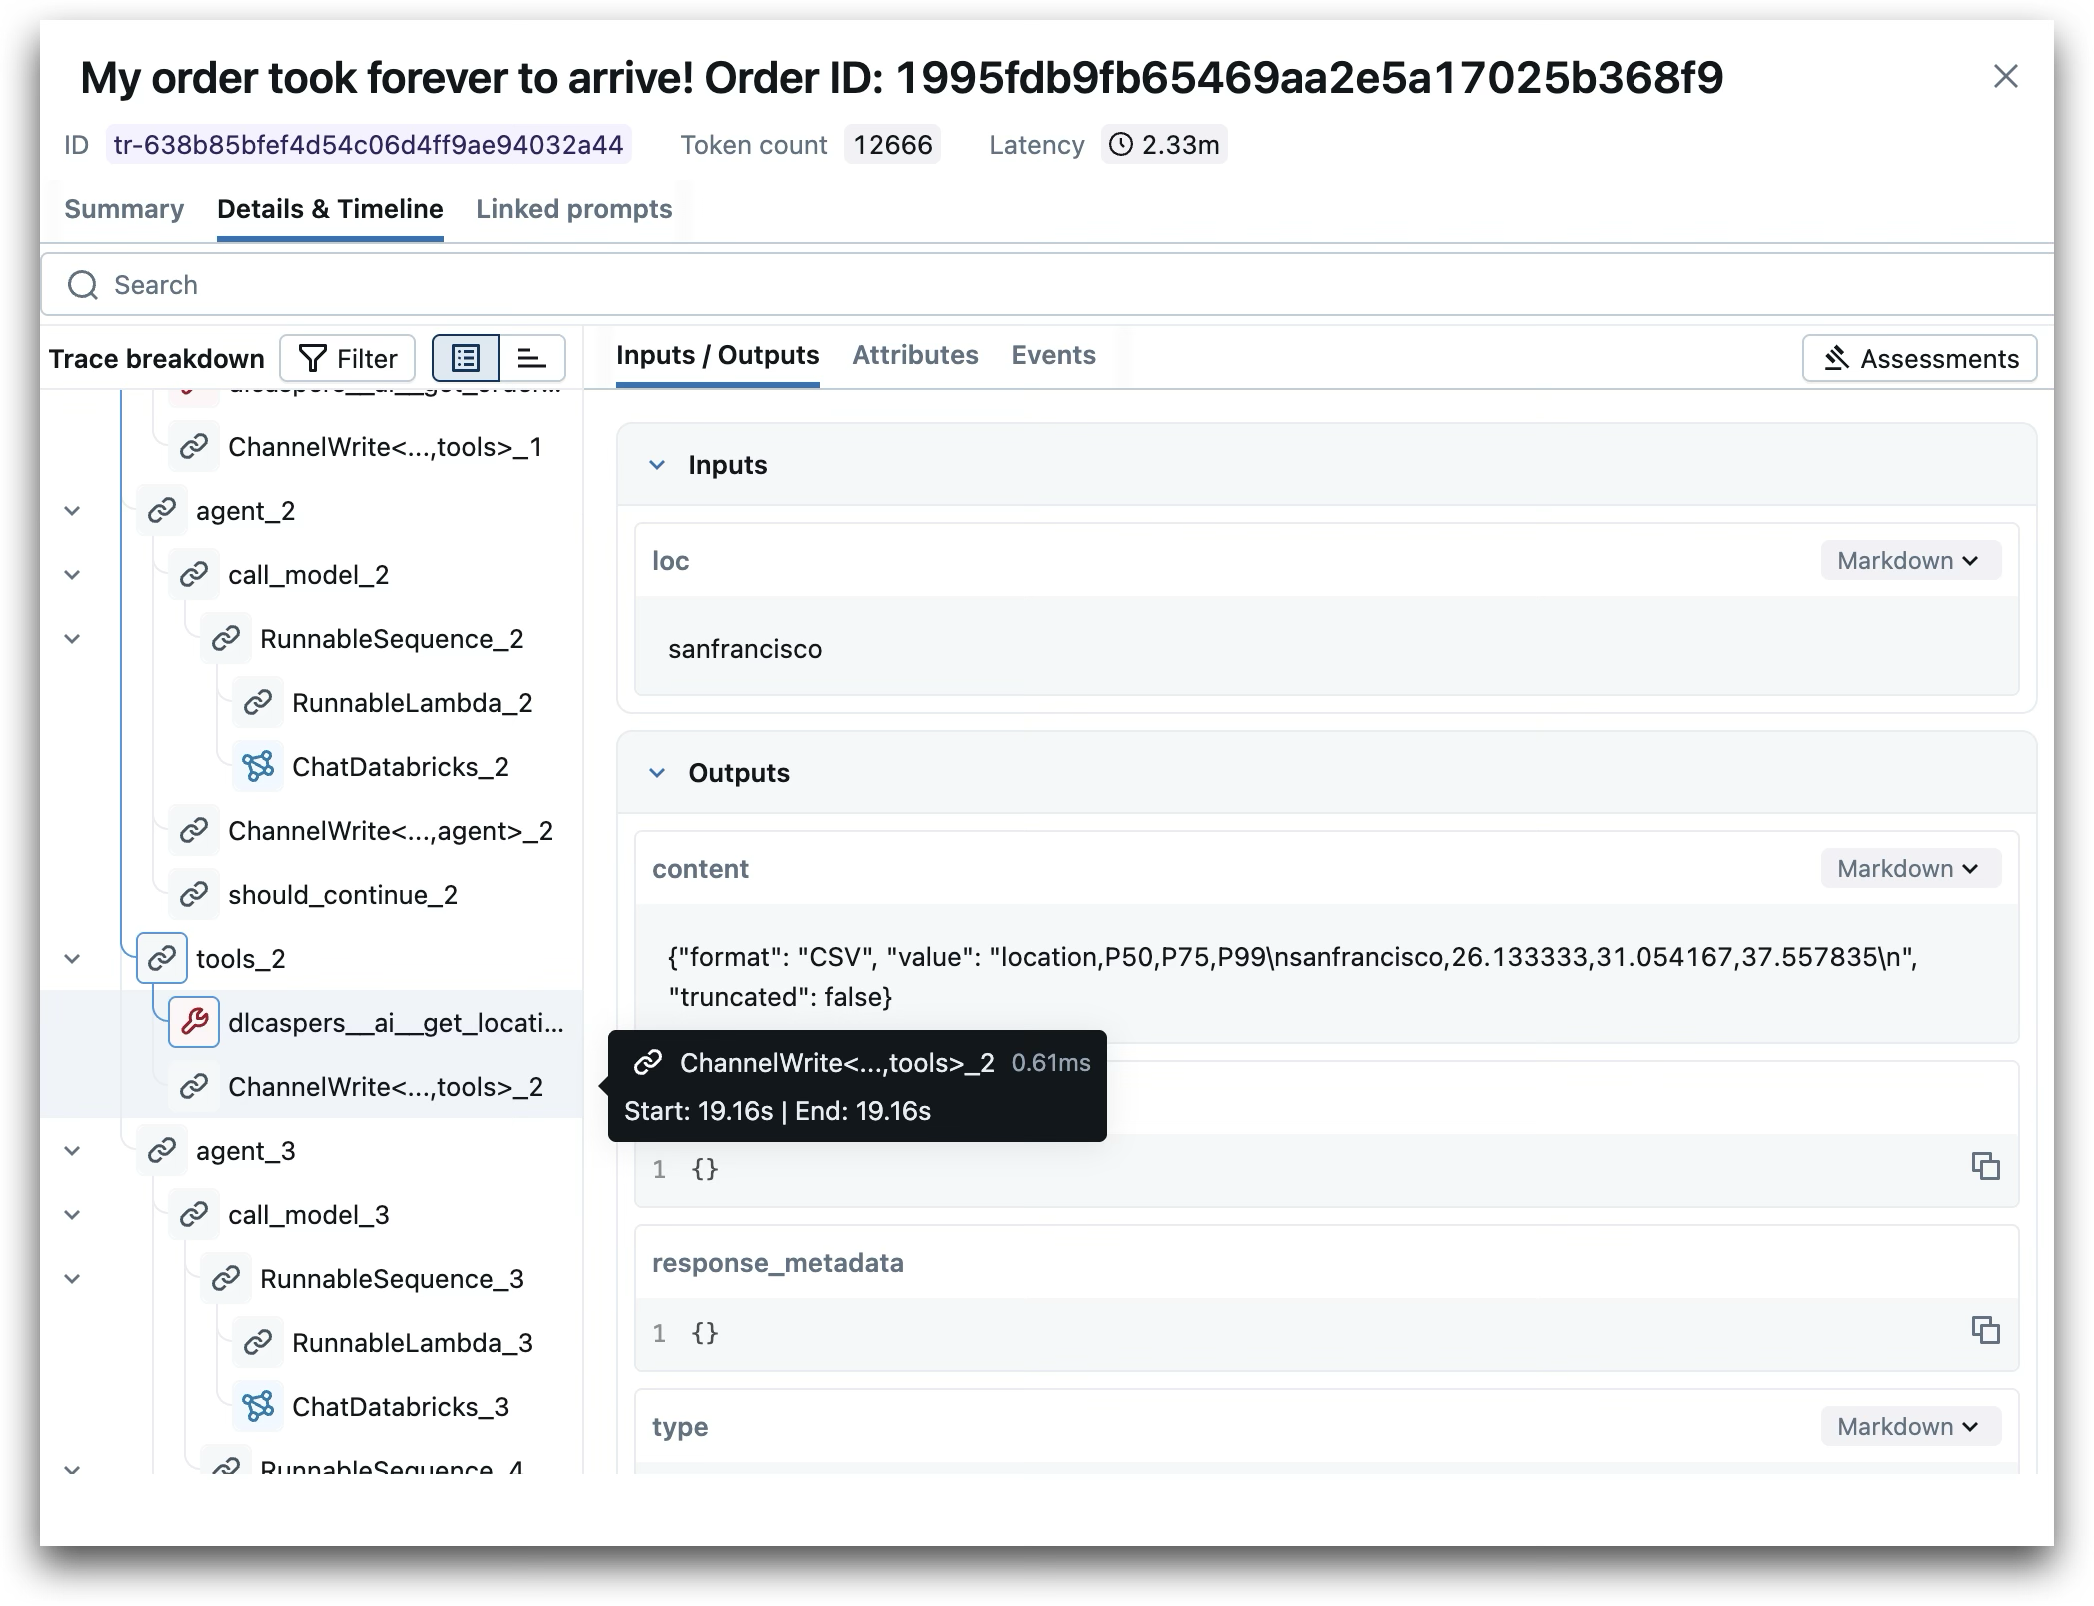 My order took forever to arrive! Order ID: 1995fdb9fb65469aa2e5a17025b368f9
ID tr-638b85bfef4d54c06d4ff9ae94032a44 Token count 12666 Latency 2.33m
Summary Details & Timeline Linked prompts
Search
Trace breakdown Filter
dlcaspers__ai__get_order...
ChannelWrite<...,tools>_1
agent_2
call_model_2
RunnableSequence_2
RunnableLambda_2
ChatDatabricks_2
ChannelWrite<...,agent>_2
should_continue_2
tools_2
dlcaspers__ai__get_locati...
ChannelWrite<...,tools>_2
agent_3
call_model_3
RunnableSequence_3
RunnableLambda_3
ChatDatabricks_3
RunnableSequence_4
Inputs / Outputs Attributes Events Assessments
Inputs
loc Markdown
sanfrancisco
Outputs
content Markdown
{"format": "CSV", "value": "location,P50,P75,P99\nsanfrancisco,26.133333,31.054167,37.557835\n",
"truncated": false}
ChannelWrite<...,tools>_2 0.61ms
Start: 19.16s | End: 19.16s
1 {}
response_metadata
1 {}
type Markdown